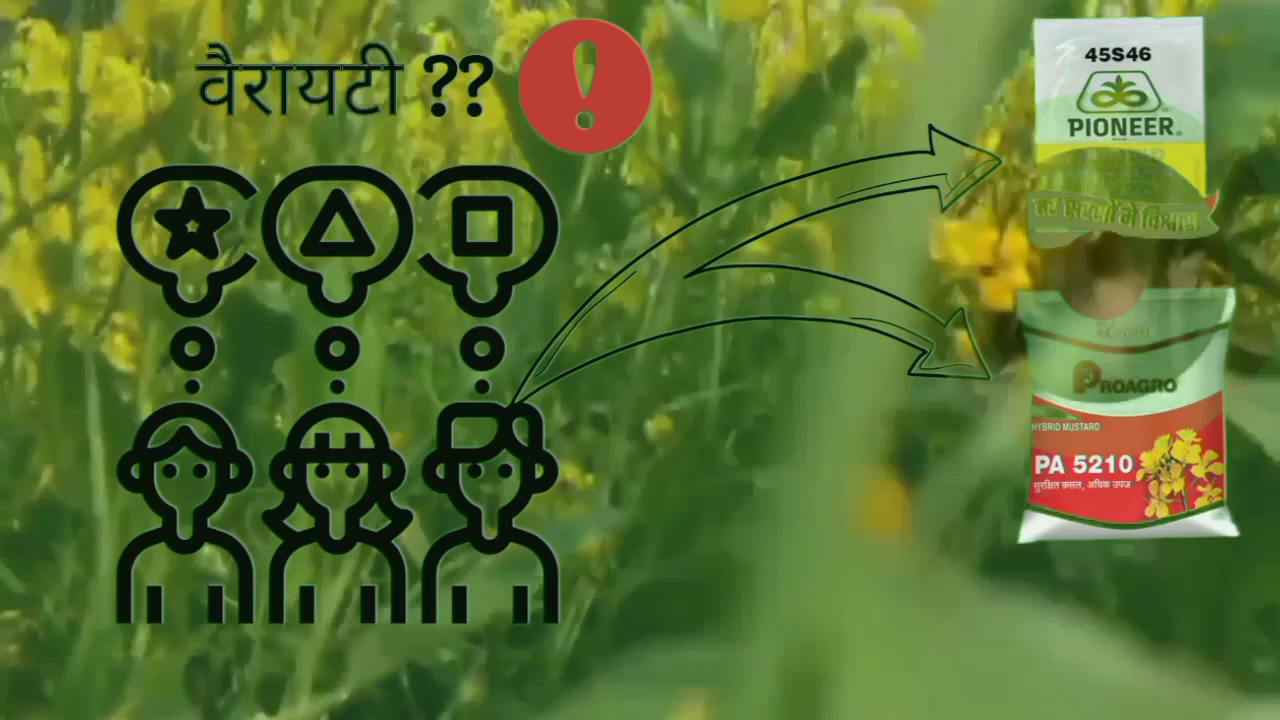 वैरायटी ??
45S46
PIONEER
हर सरसों में विश्वास
PROAGRO
HYBRID MUSTARD
PA 5210
सुरक्षित फसल, अधिक उपज